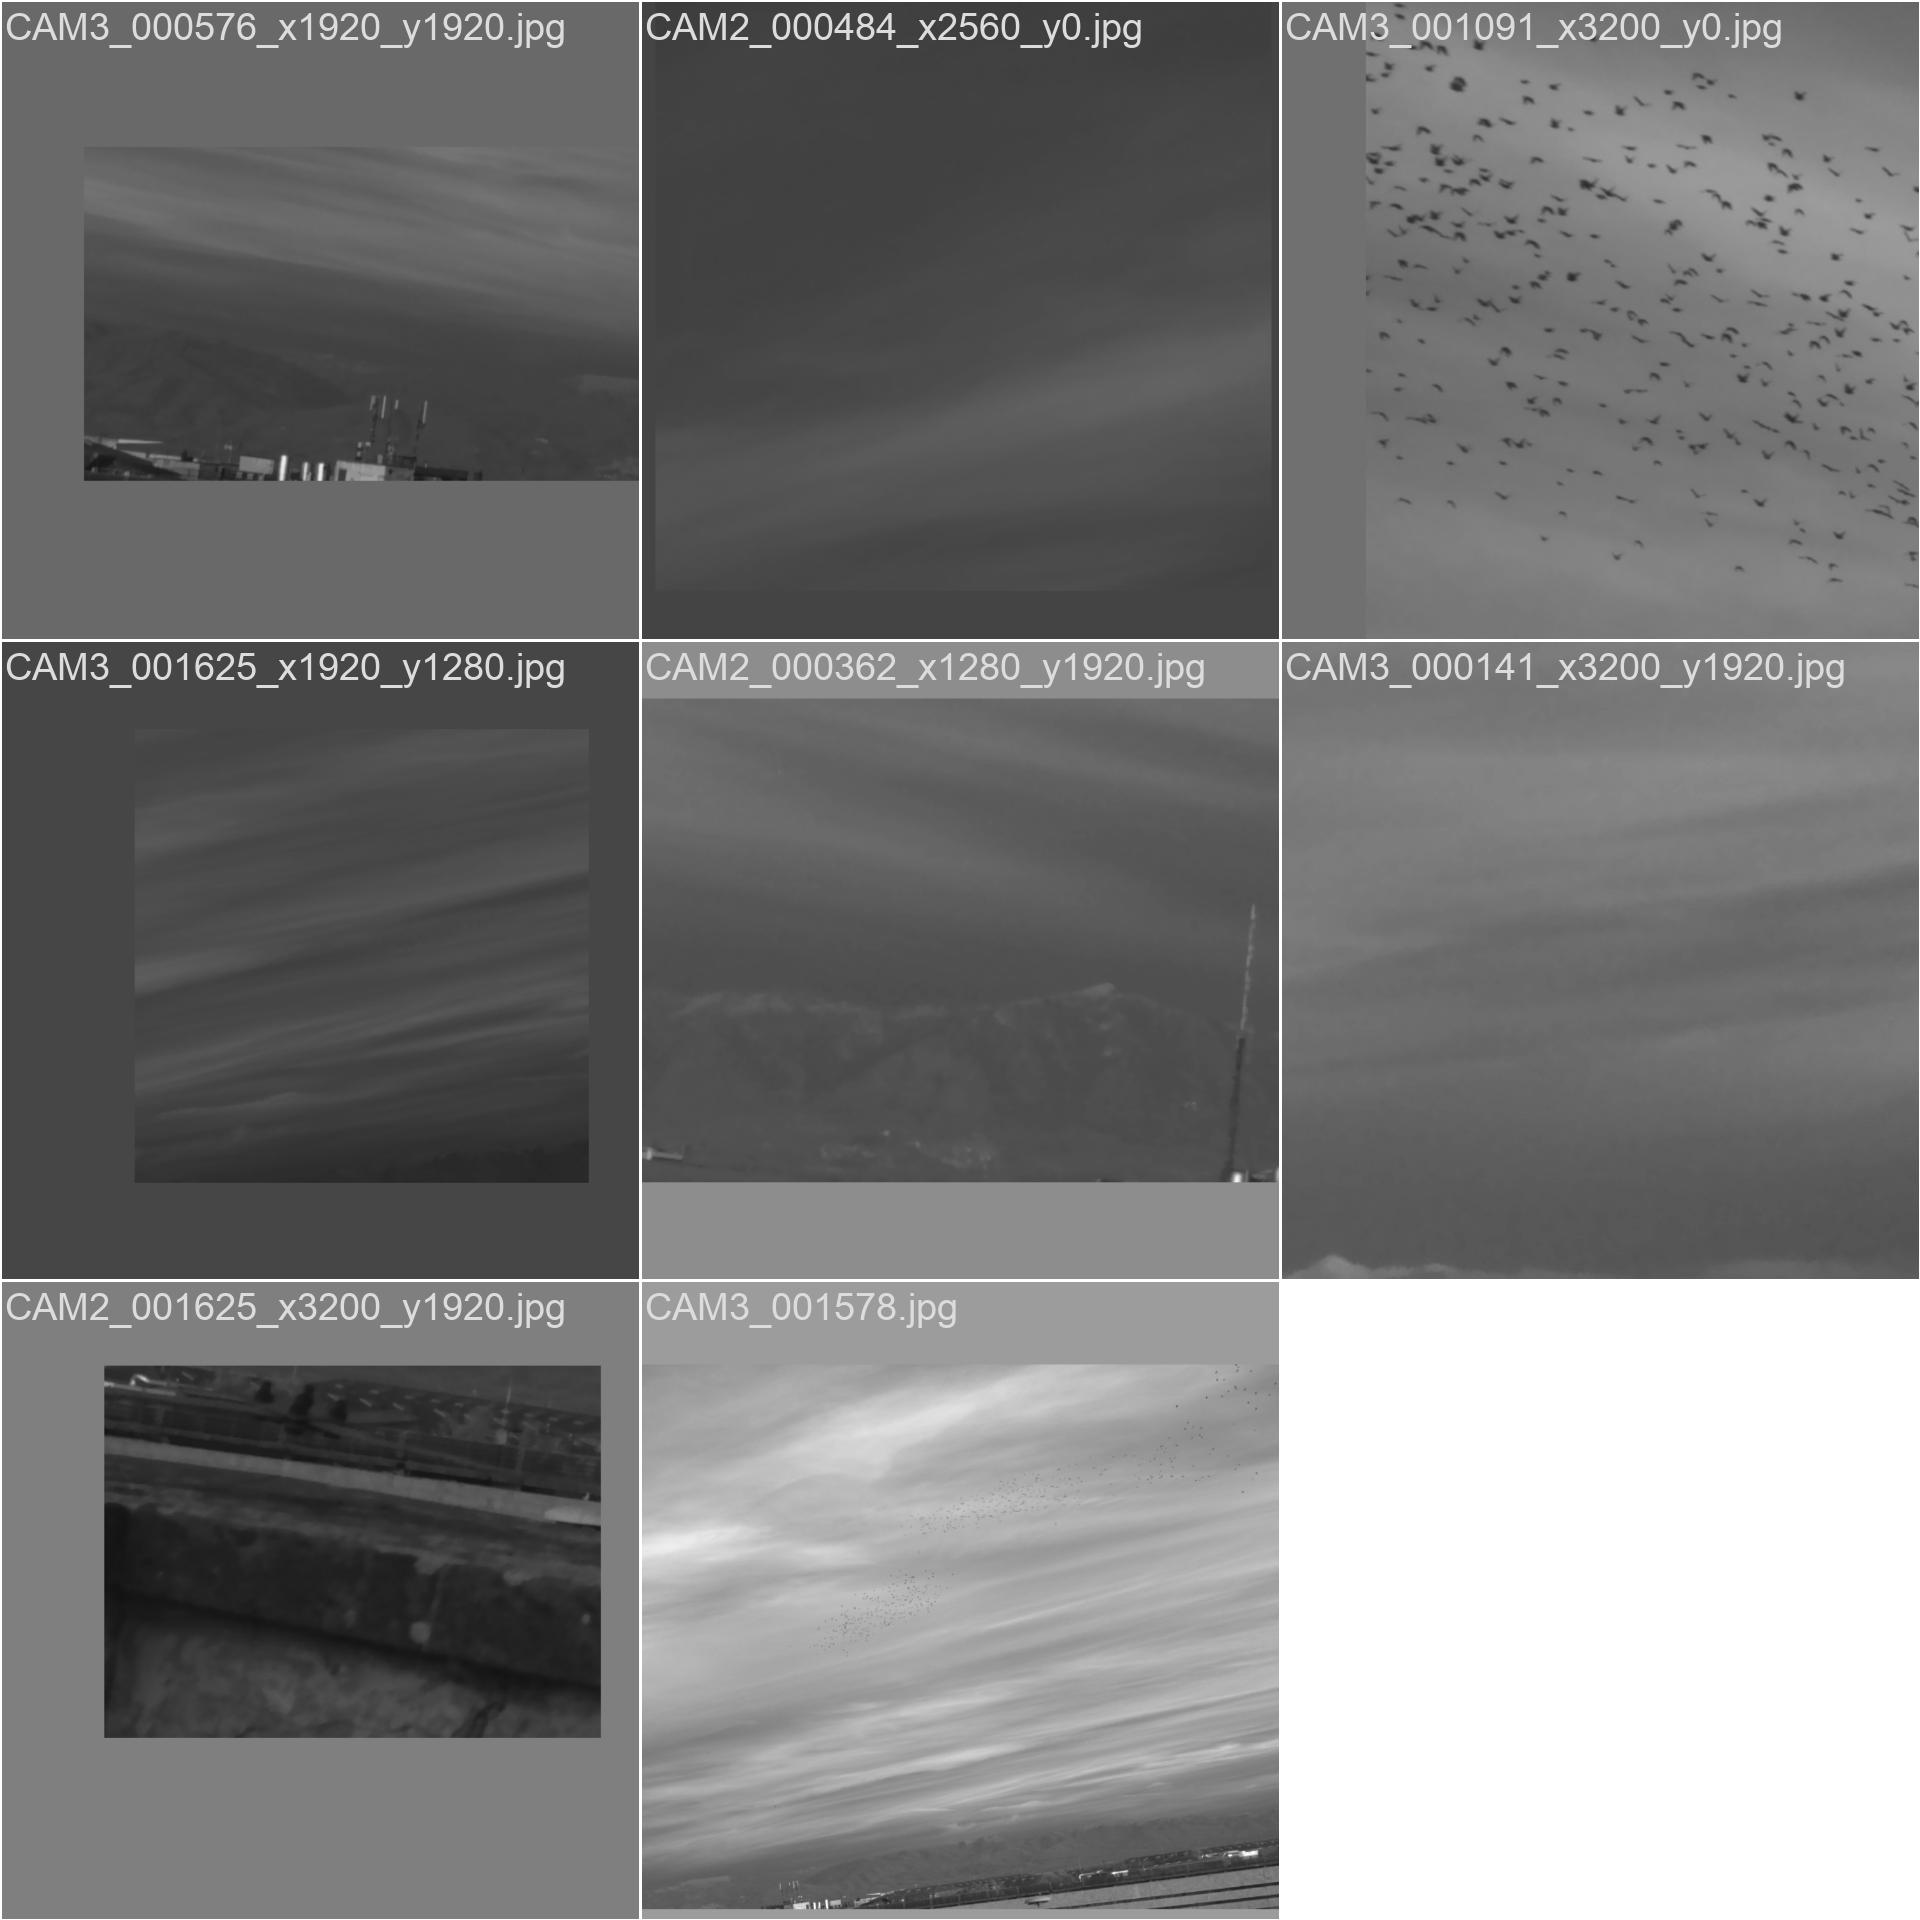 CAM3_000576_x1920_y1920.jpg
CAM2_000484_x2560_y0.jpg
CAM3_001091_x3200_y0.jpg
CAM3_001625_x1920_y1280.jpg
CAM2_000362_x1280_y1920.jpg
CAM3_000141_x3200_y1920.jpg
CAM2_001625_x3200_y1920.jpg
CAM3_001578.jpg